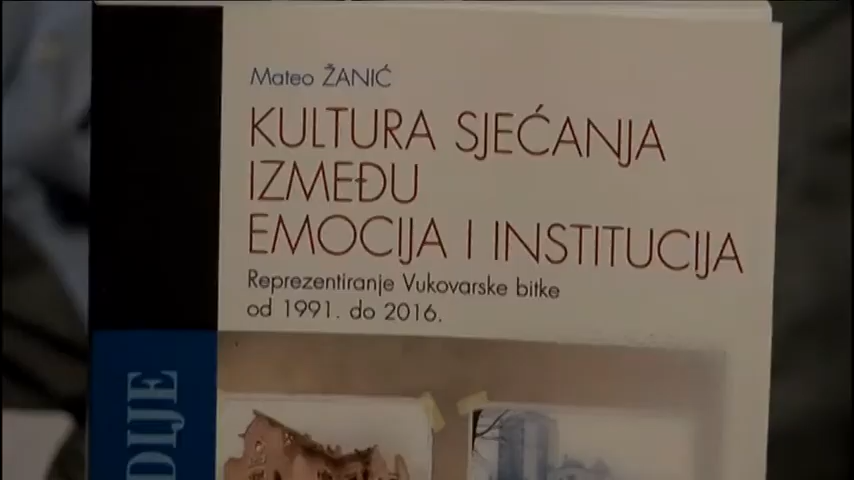 Mateo ŽANIĆ
KULTURA SJEĆANJA
IZMEĐU
EMOCIJA I INSTITUCIJA
Reprezentiranje Vukovarske bitke
od 1991. do 2016.
DIJE